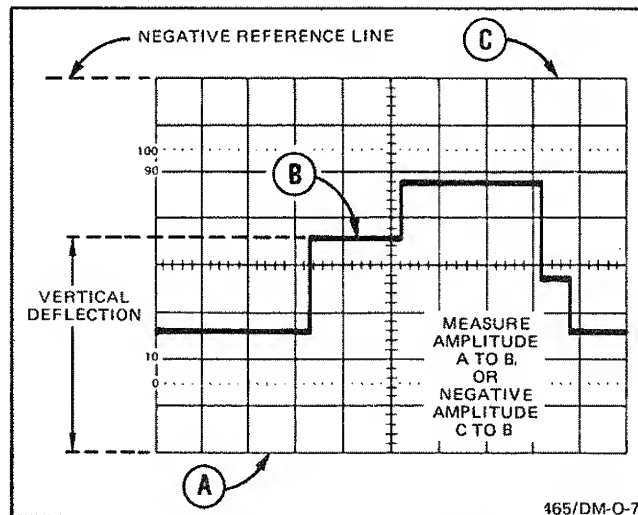 NEGATIVE REFERENCE LINE
C
100
90
B
VERTICAL
DEFLECTION
MEASURE
AMPLITUDE
A TO B,
OR
NEGATIVE
AMPLITUDE
C TO B
10
0
A
465/DM-O-7